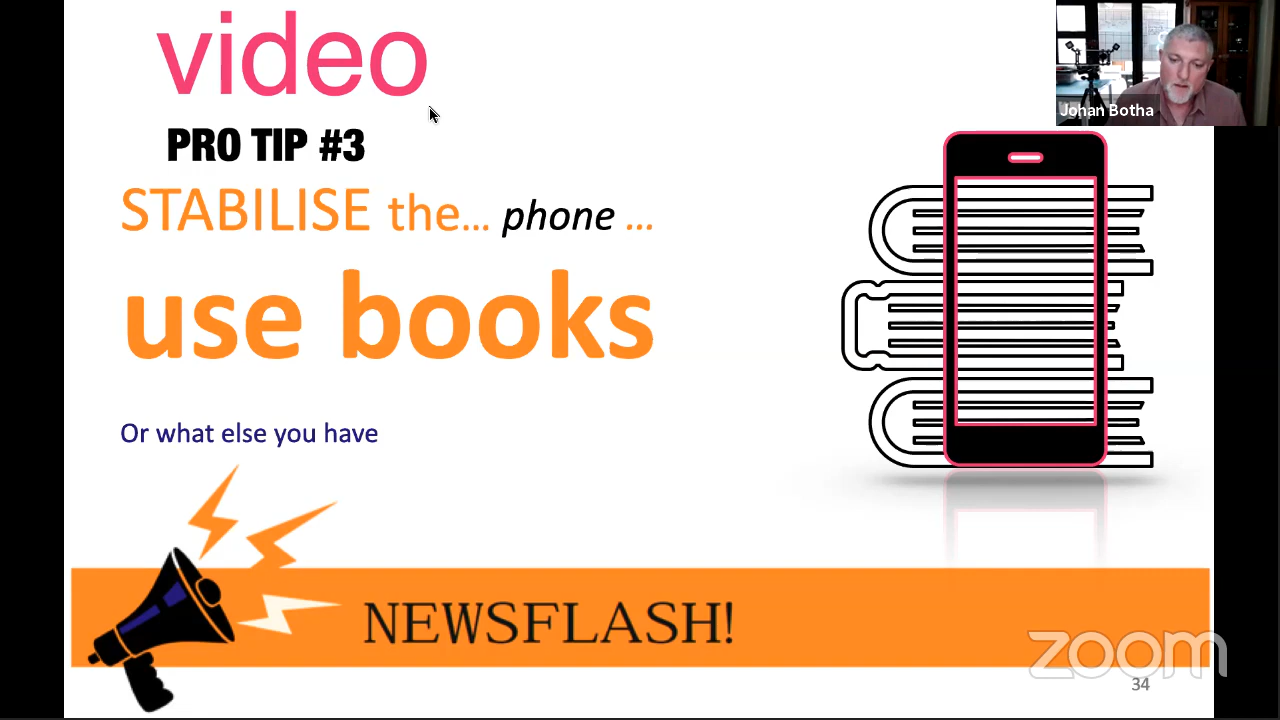 video
Johan Botha
PRO TIP #3
STABILISE the... phone ...
use books
Or what else you have
NEWSFLASH!
zoom
34